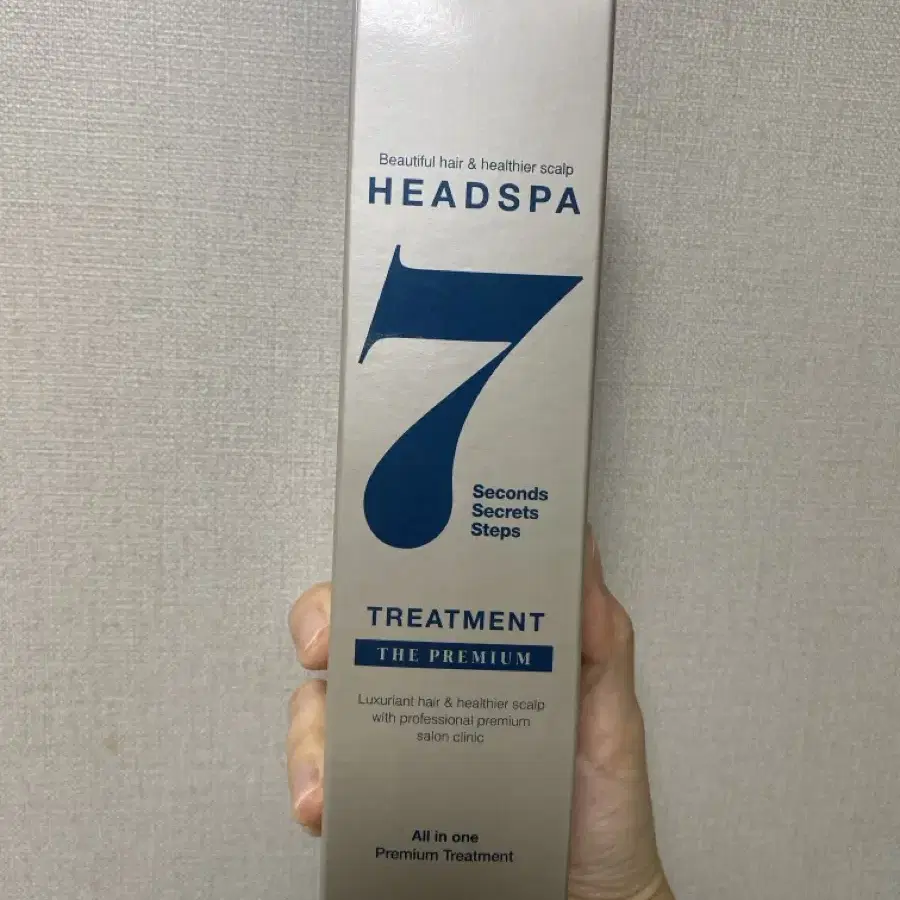 Beautiful hair & healthier scalp
HEADSPA
7
Seconds
Secrets
Steps
TREATMENT
THE PREMIUM
Luxuriant hair & healthier scalp
with professional premium
salon clinic
All in one
Premium Treatment